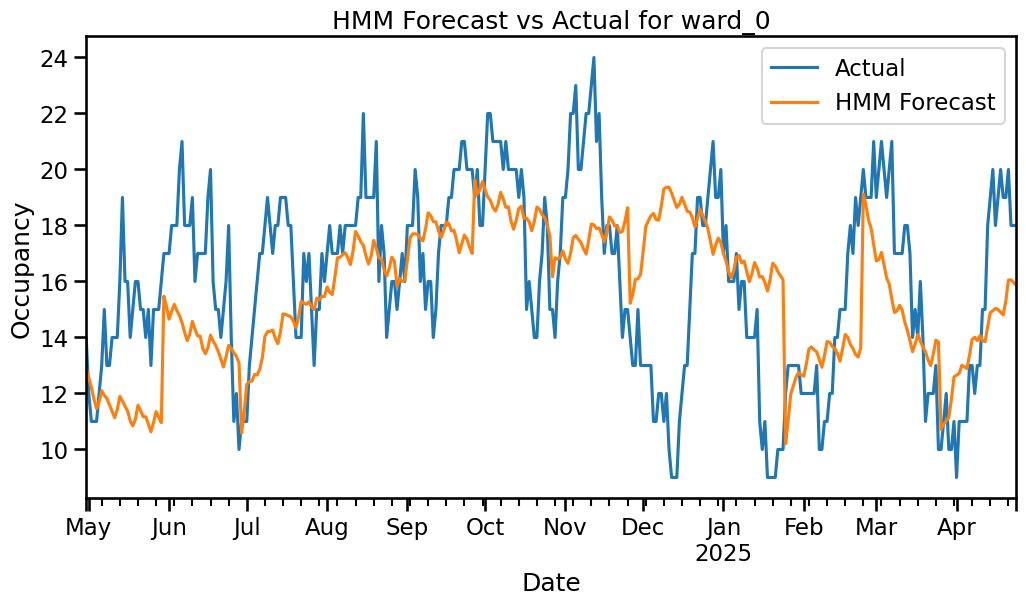 HMM Forecast vs Actual for ward_0
Actual
HMM Forecast
24
22
20
18
16
14
12
10
Occupancy
May Jun Jul Aug Sep Oct Nov Dec Jan Feb Mar Apr
2025
Date